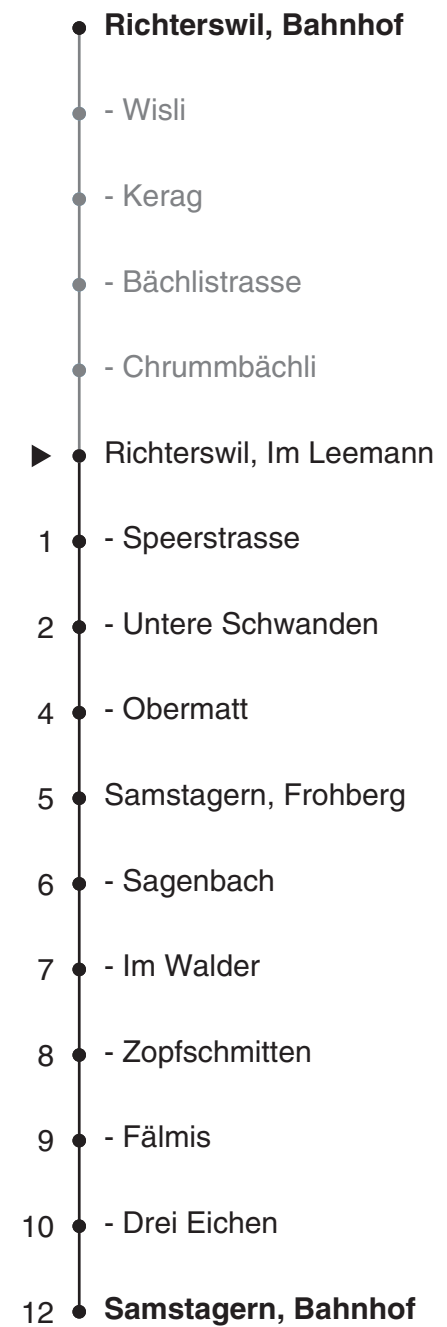 Richterswil, Bahnhof
- Wisli
- Kerag
- Bächlistrasse
- Chrummbächli
Richterswil, Im Leemann
1 - Speerstrasse
2 - Untere Schwanden
4 - Obermatt
5 Samstagern, Frohberg
6 - Sagenbach
7 - Im Walder
8 - Zopfschmitten
9 - Fälmis
10 - Drei Eichen
12 Samstagern, Bahnhof